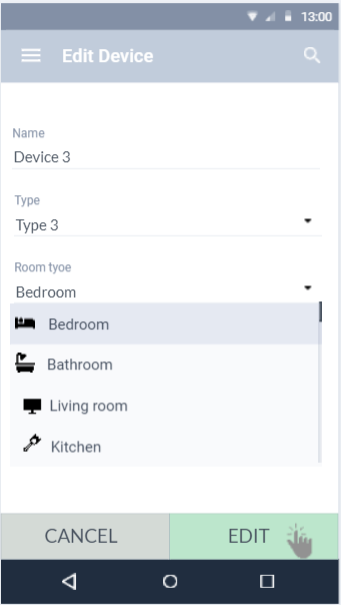 13:00
Edit Device
Name
Device 3
Type
Type 3
Room tyoe
Bedroom
Bedroom
Bathroom
Living room
Kitchen
CANCEL EDIT